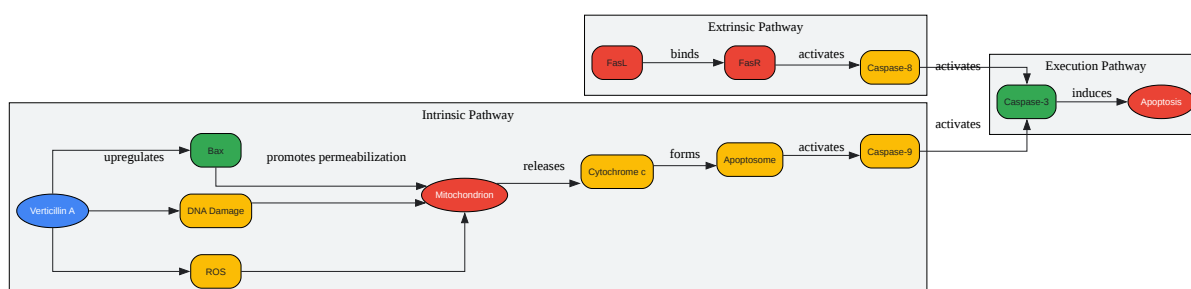 Extrinsic Pathway
FasL
binds
FasR
activates
Caspase-8
activates
Execution Pathway
Caspase-3
induces
Apoptosis
Intrinsic Pathway
Verticillin A
upregulates
Bax
promotes permeabilization
DNA Damage
ROS
Mitochondrion
releases
Cytochrome c
forms
Apoptosome
activates
Caspase-9
activates